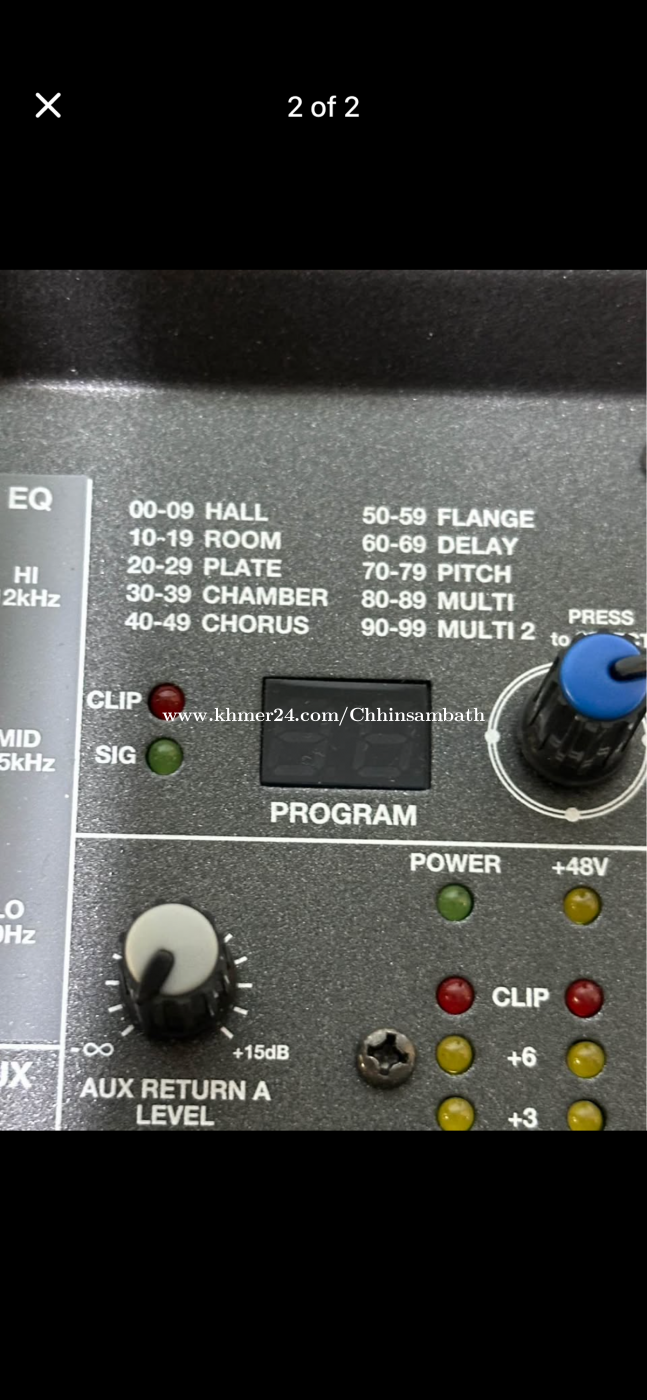 2 of 2
EQ
00-09 HALL
10-19 ROOM
20-29 PLATE
30-39 CHAMBER
40-49 CHORUS
50-59 FLANGE
60-69 DELAY
70-79 PITCH
80-89 MULTI
90-99 MULTI 2
HI
2kHz
PRESS
to
CLIP
www.khmer24.com/Chhinsambath
SIG
MID
5kHz
PROGRAM
POWER
+48V
LO
0Hz
CLIP
+6
+3
-∞
+15dB
AUX RETURN A
LEVEL